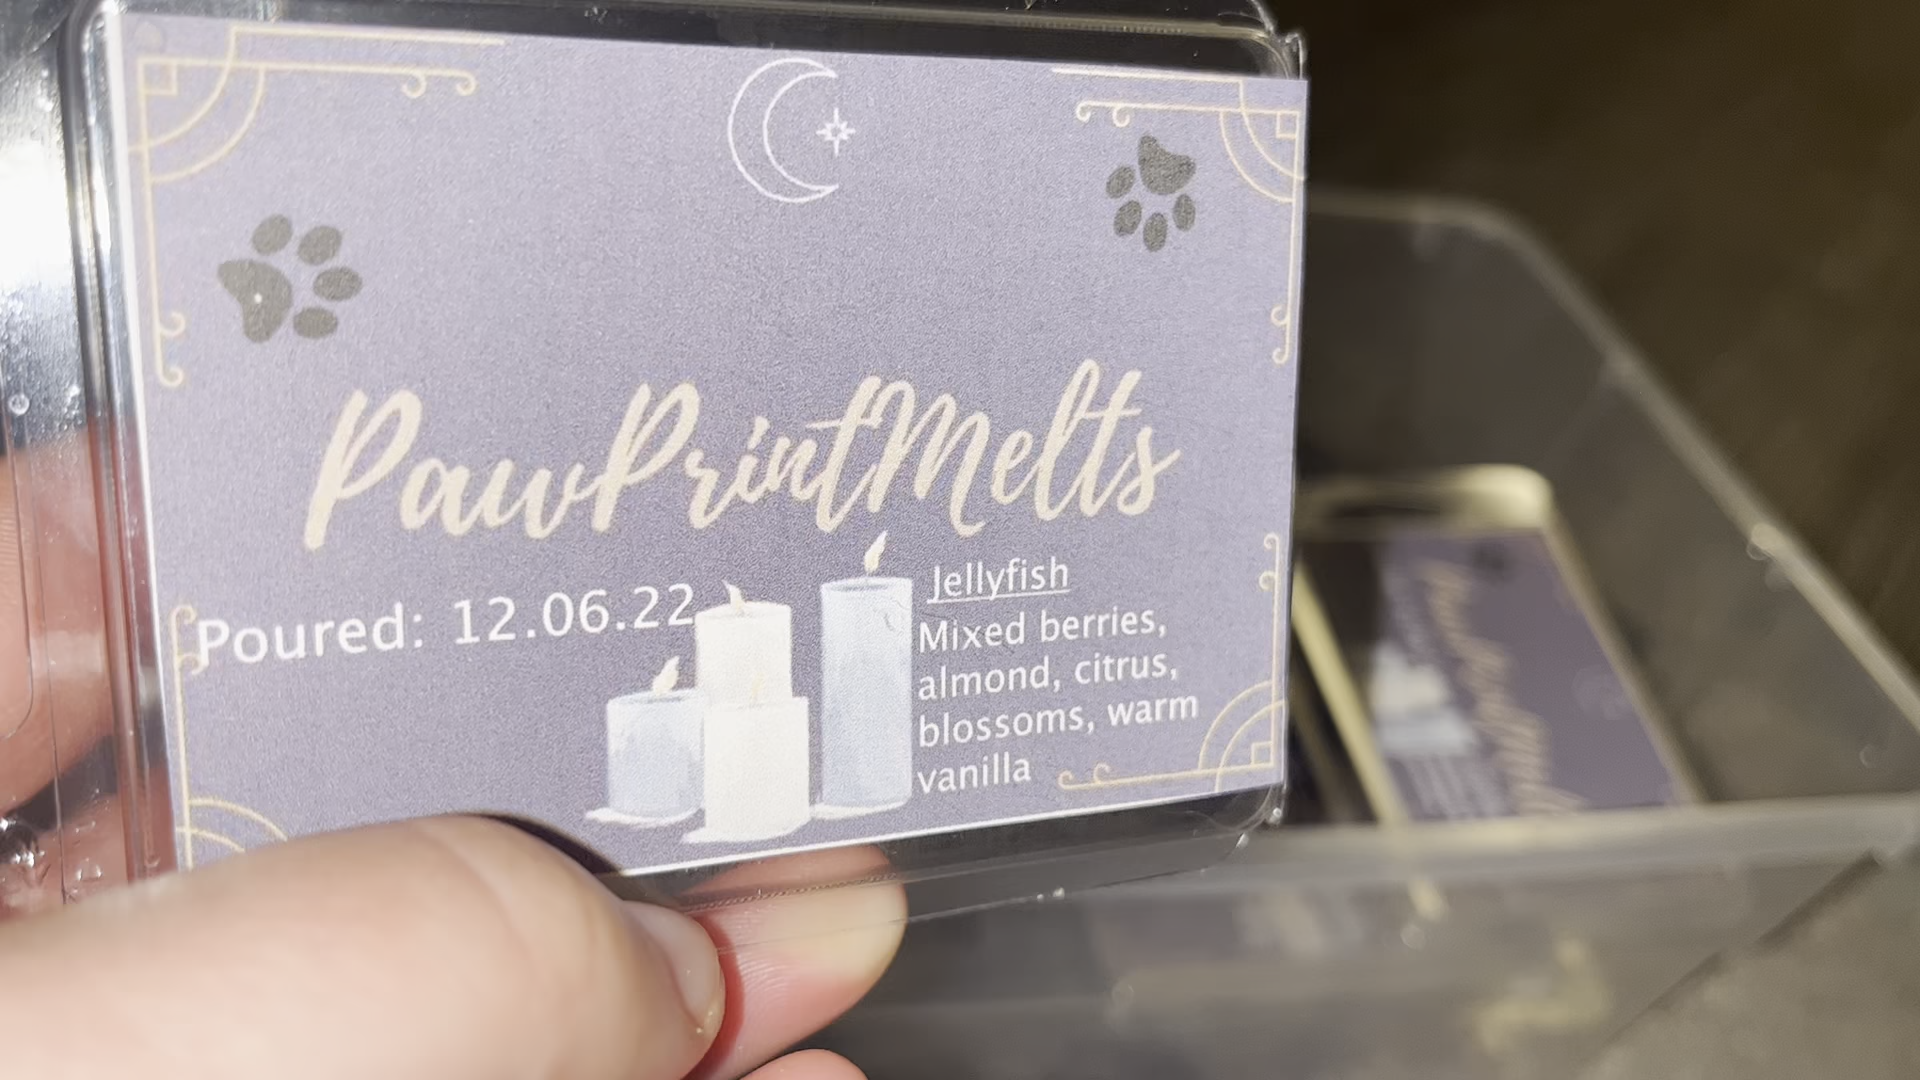 PawPrintMelts
Poured: 12.06.22
Jellyfish
Mixed berries,
almond, citrus,
blossoms, warm
vanilla